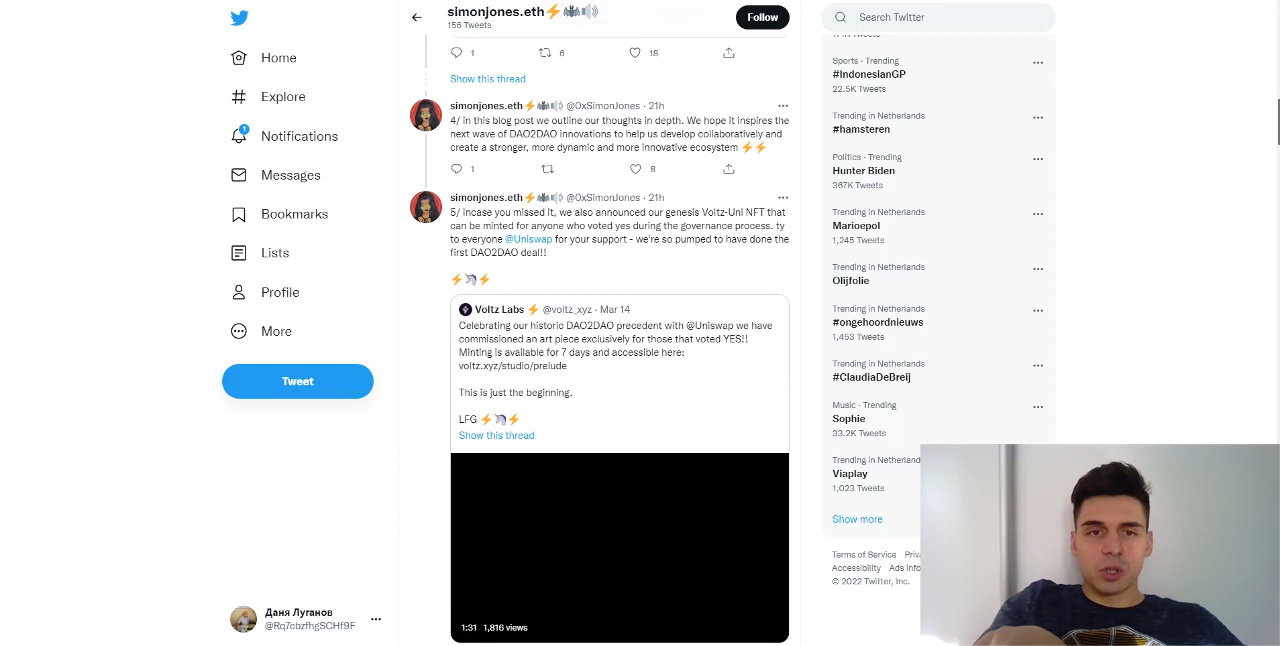 simonjones.eth⚡🦇🔊
156 Tweets
Follow
Search Twitter
Home
Explore
1
Notifications
Messages
Bookmarks
Lists
Profile
More
Tweet
Даня Луганов
@Rq7cbzfhgSCHf9F
1 6 18
Show this thread
simonjones.eth⚡🦇🔊 @0xSimonJones · 21h
4/ in this blog post we outline our thoughts in depth. We hope it inspires the
next wave of DAO2DAO innovations to help us develop collaboratively and
create a stronger, more dynamic and more innovative ecosystem ⚡⚡
1 8
simonjones.eth⚡🦇🔊 @0xSimonJones · 21h
5/ incase you missed it, we also announced our genesis Voltz-Uni NFT that
can be minted for anyone who voted yes during the governance process. ty
to everyone @Uniswap for your support - we're so pumped to have done the
first DAO2DAO deal!!
⚡🦄⚡
Voltz Labs ⚡ @voltz_xyz · Mar 14
Celebrating our historic DAO2DAO precedent with @Uniswap we have
commissioned an art piece exclusively for those that voted YES!!
Minting is available for 7 days and accessible here:
voltz.xyz/studio/prelude
This is just the beginning.
LFG ⚡🦄⚡
Show this thread
1:31 1,816 views
Sports · Trending
#IndonesianGP
22.5K Tweets
Trending in Netherlands
#hamsteren
Politics · Trending
Hunter Biden
367K Tweets
Trending in Netherlands
Marioepol
1,245 Tweets
Trending in Netherlands
Olijfolie
Trending in Netherlands
#ongehoordnieuws
1,453 Tweets
Trending in Netherlands
#ClaudiaDeBreij
Music · Trending
Sophie
33.2K Tweets
Trending in Netherland
Viaplay
1,023 Tweets
Show more
Terms of Service Priv
Accessibility Ads Info
© 2022 Twitter, Inc.